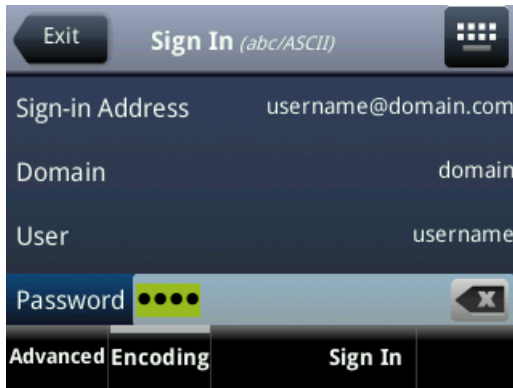 Exit Sign In (abc/ASCII)
Sign-in Address username@domain.com
Domain domain
User username
Password ●●●●
Advanced Encoding Sign In